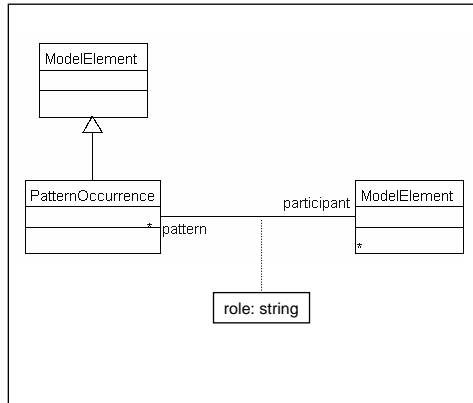 ModelElement
PatternOccurrence
* pattern
participant
ModelElement
*
role: string